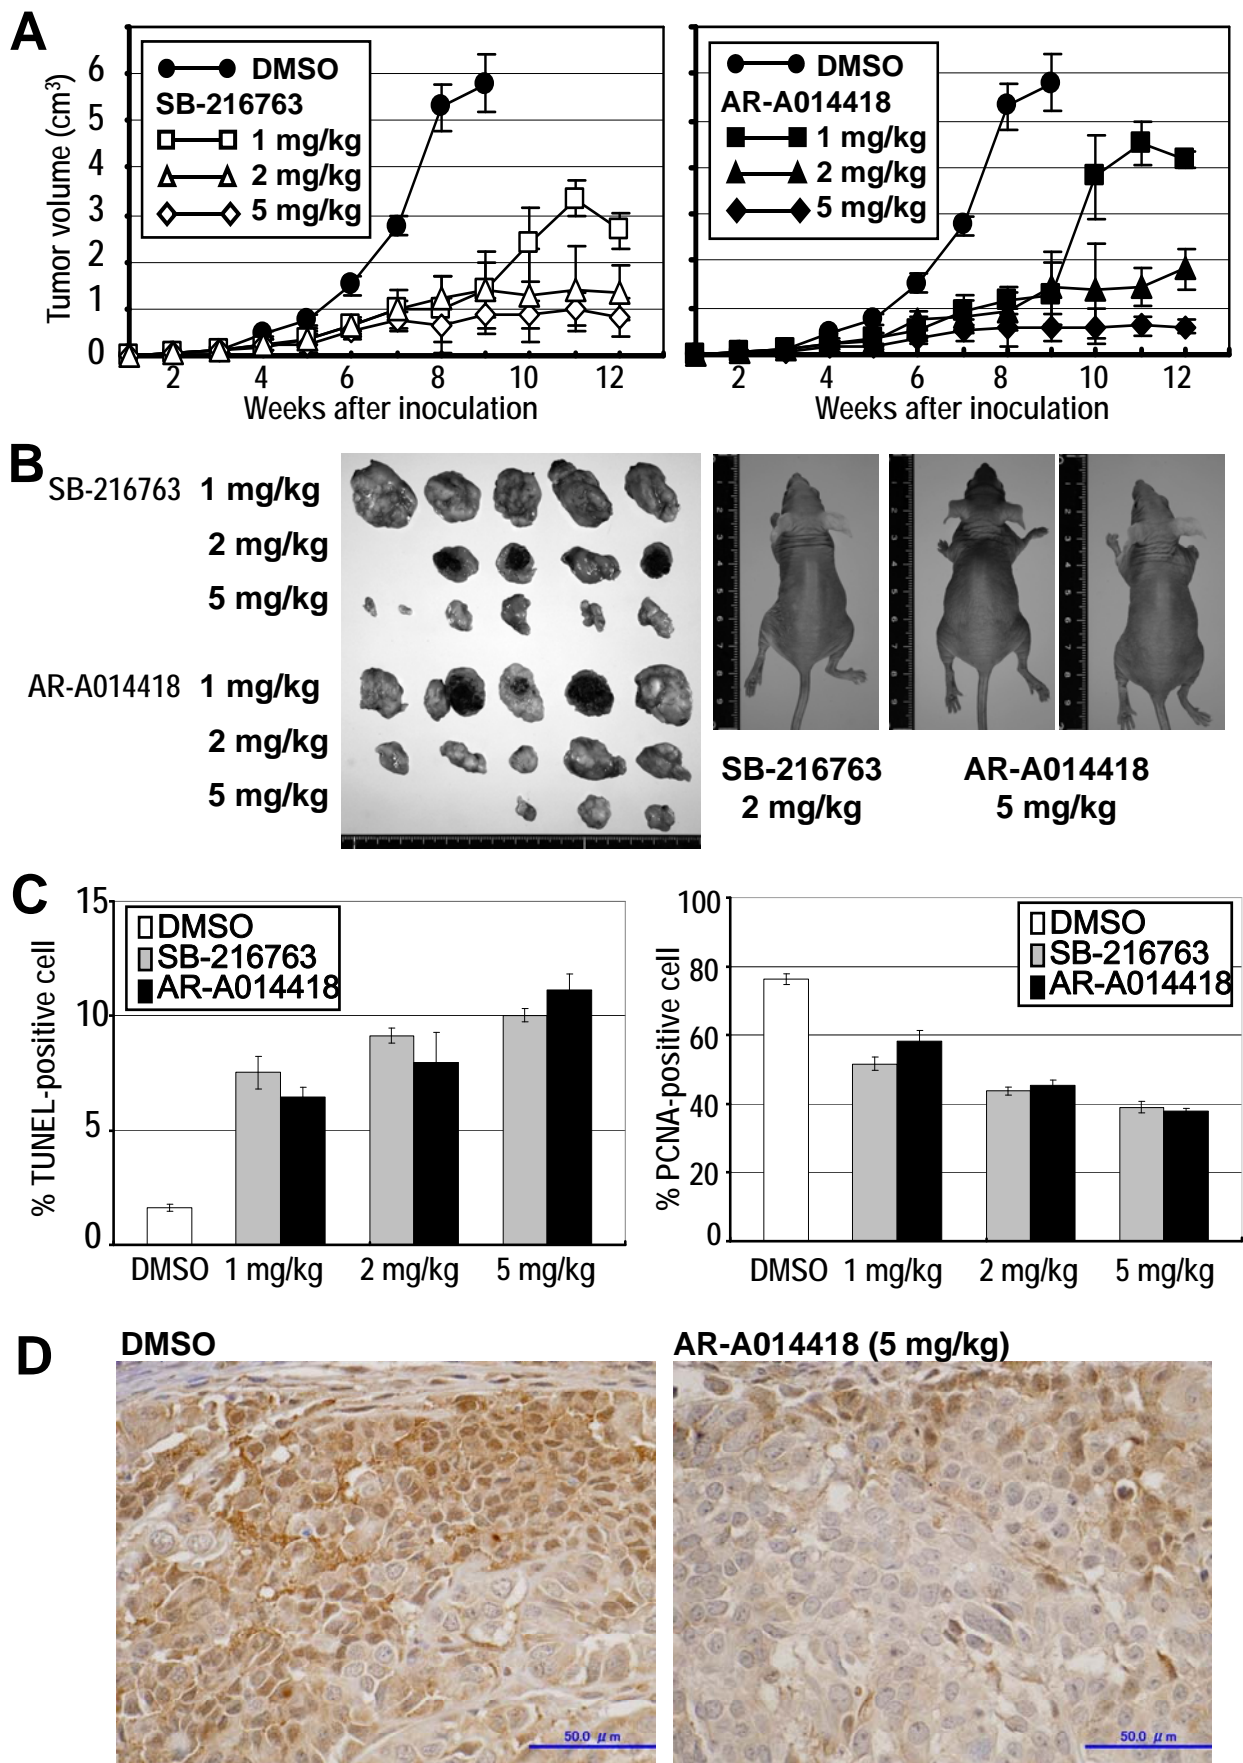 A
Tumor volume (cm³)
6
5
4
3
2
1
0
DMSO
SB-216763
1 mg/kg
2 mg/kg
5 mg/kg
2 4 6 8 10 12
Weeks after inoculation
DMSO
AR-A014418
1 mg/kg
2 mg/kg
5 mg/kg
2 4 6 8 10 12
Weeks after inoculation
B
SB-216763 1 mg/kg
2 mg/kg
5 mg/kg
AR-A014418 1 mg/kg
2 mg/kg
5 mg/kg
SB-216763
2 mg/kg
AR-A014418
5 mg/kg
C
% TUNEL-positive cell
15
10
5
0
DMSO
SB-216763
AR-A014418
DMSO 1 mg/kg 2 mg/kg 5 mg/kg
% PCNA-positive cell
100
80
60
40
20
0
DMSO
SB-216763
AR-A014418
DMSO 1 mg/kg 2 mg/kg 5 mg/kg
D
DMSO
AR-A014418 (5 mg/kg)
50.0 μm
50.0 μm